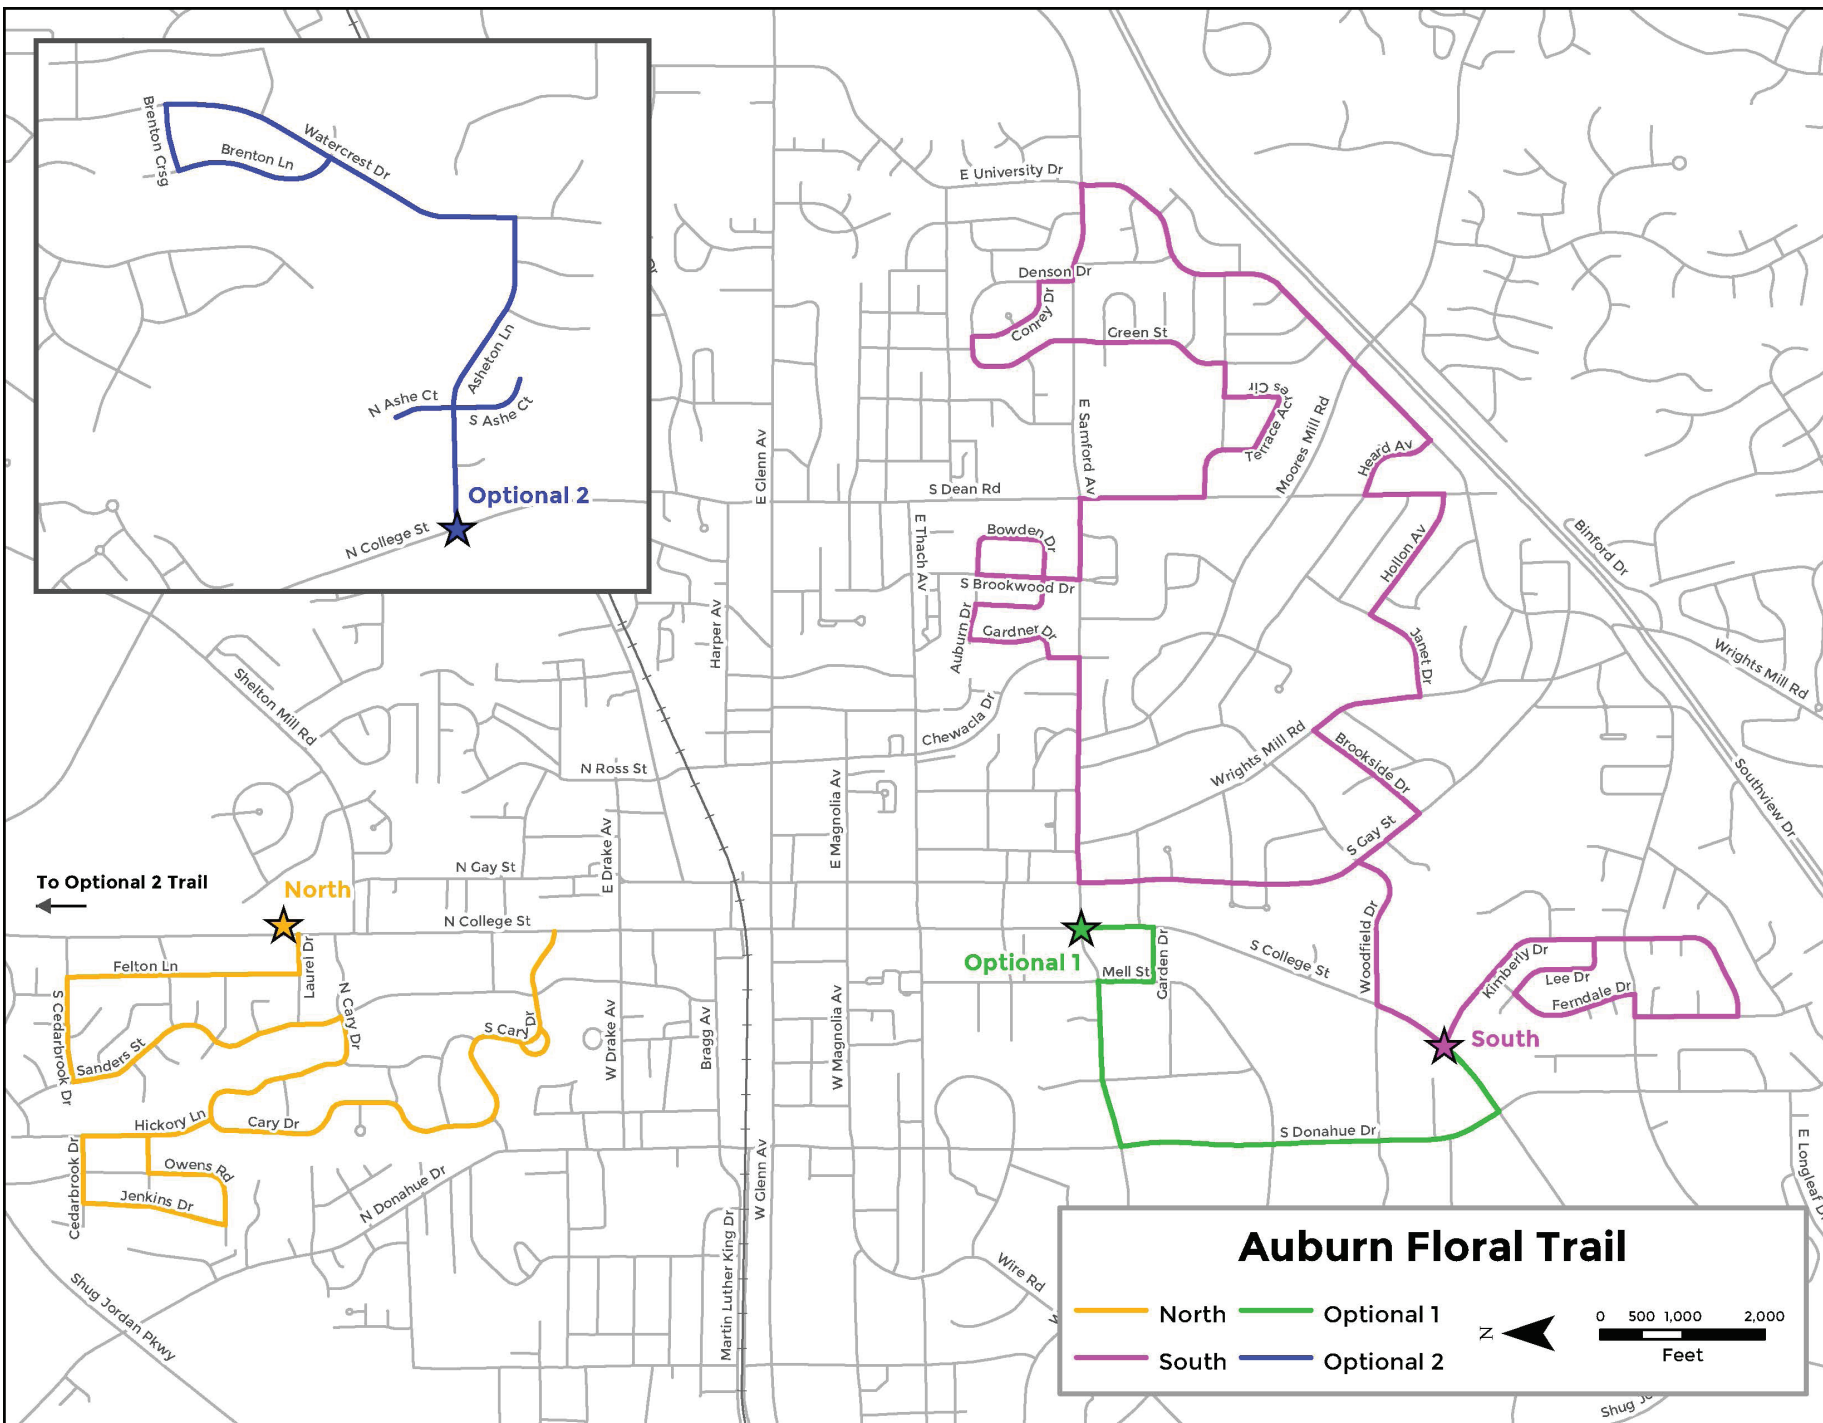 Brenton Crsg
Brenton Ln
Watercrest Dr
Asheton Ln
N Ashe Ct
S Ashe Ct
Optional 2
N College St
E University Dr
Denson Dr
Conrey Dr
Green St
Terrace Acres Cir
E Samford Av
Moores Mill Rd
Heard Av
E Glenn Av
S Dean Rd
E Thach Av
Bowden Dr
S Brookwood Dr
Auburn Dr
Gardner Dr
Hollon Av
Binford Dr
Janet Dr
Wrights Mill Rd
Harper Av
Shelton Mill Rd
Chewacla Dr
Wrights Mill Rd
Brookside Dr
Southview Dr
N Ross St
E Magnolia Av
E Drake Av
S Gay St
N Gay St
To Optional 2 Trail
North
N College St
Felton Ln
Laurel Dr
N Cary Dr
S Cedarbrook Dr
Sanders St
S Cary Dr
W Drake Av
Bragg Av
W Magnolia Av
Optional 1
Mell St
Garden Dr
S College St
Woodfield Dr
Kimberly Dr
Lee Dr
Ferndale Dr
South
Hickory Ln
Cary Dr
Cedarbrook Dr
Owens Rd
Jenkins Dr
N Donahue Dr
S Donahue Dr
E Longleaf Dr
W Glenn Av
Martin Luther King Dr
Shug Jordan Pkwy
Wire Rd
W
Dr
Auburn Floral Trail
North
Optional 1
South
Optional 2
N
0 500 1,000 2,000
Feet
Shug Jo